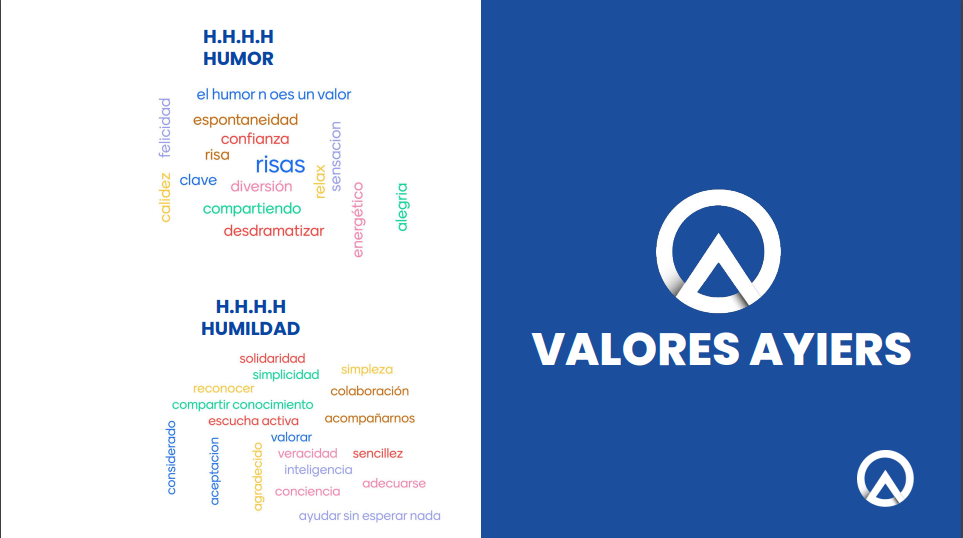 H.H.H.H
HUMOR
el humor n oes un valor
felicidad
espontaneidad
confianza
sensacion
risa
risas
relax
clave
diversión
calidez
compartiendo
energético
alegria
desdramatizar
H.H.H.H
HUMILDAD
solidaridad
simpleza
simplicidad
reconocer
colaboración
compartir conocimiento
escucha activa
acompañarnos
considerado
aceptacion
agradecido
valorar
veracidad
sencillez
inteligencia
adecuarse
conciencia
ayudar sin esperar nada
VALORES AYIERS